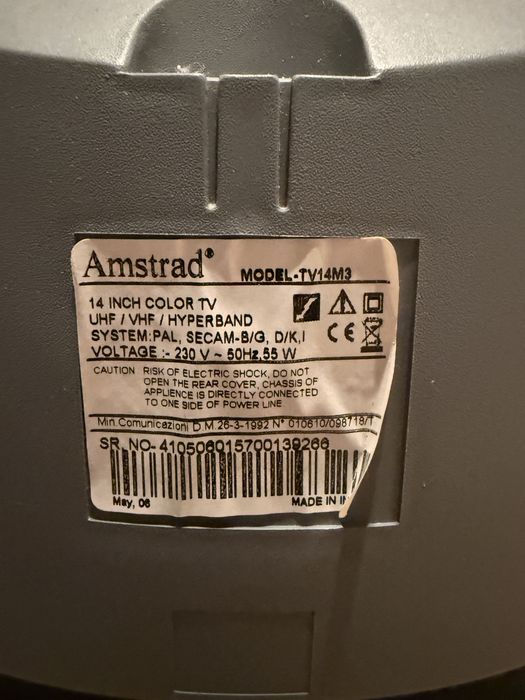 Amstrad® MODEL-TV14M3
14 INCH COLOR TV
UHF / VHF / HYPERBAND
SYSTEM:PAL, SECAM-B/G, D/K,I
VOLTAGE :- 230 V ~ 50Hz,55 W
CE
CAUTION RISK OF ELECTRIC SHOCK, DO NOT
OPEN THE REAR COVER, CHASSIS OF
APPLIENCE IS DIRECTLY CONNECTED
TO ONE SIDE OF POWER LINE
Min.Comunicazioni D.M.26-3-1992 N° 010610/098718/1
SR. NO- 410506015700139266
May, 06 MADE IN